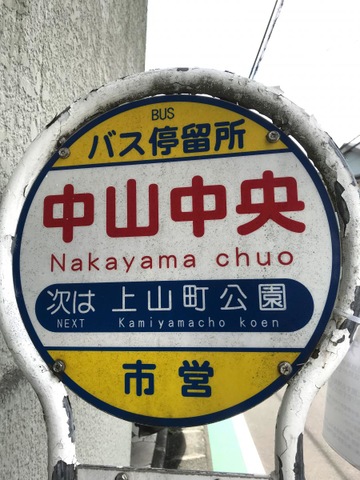 BUS
バス停留所
中山中央
Nakayama chuo
次は 上山町公園
NEXT Kamiyamacho koen
市営